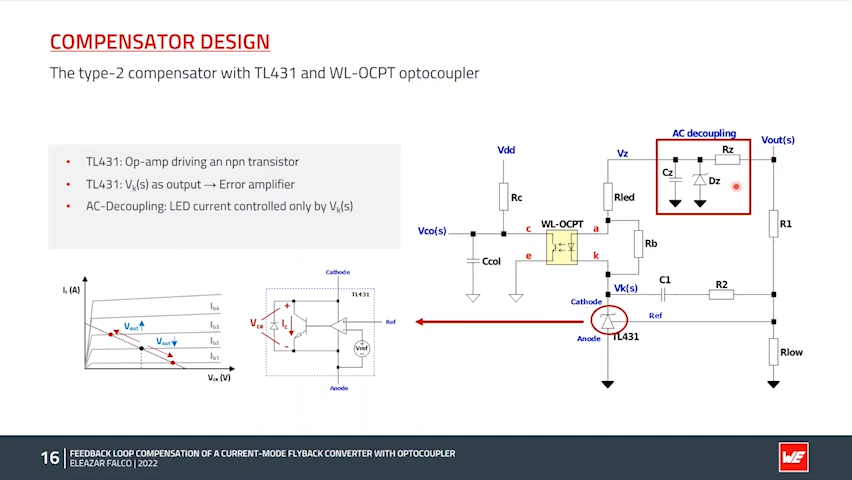 COMPENSATOR DESIGN
The type-2 compensator with TL431 and WL-OCPT optocoupler
• TL431: Op-amp driving an npn transistor
• TL431: Vk(s) as output → Error amplifier
• AC-Decoupling: LED current controlled only by Vk(s)
AC decoupling
Vout(s)
Vdd
Vz
Rz
Cz
Dz
Rc
Rled
WL-OCPT
R1
Vco(s)
c
a
Rb
e
k
Ccol
Vk(s)
C1
R2
Cathode
Ref
Anode
TL431
Rlow
Ic (A)
Ib4
Ib3
Ib2
Ib1
Vout
Vout
Vce (V)
Cathode
TL431
Vce
+
Ic
-
Ref
Vref
Anode
16
FEEDBACK LOOP COMPENSATION OF A CURRENT-MODE FLYBACK CONVERTER WITH OPTOCOUPLER
ELEAZAR FALCO | 2022
WE